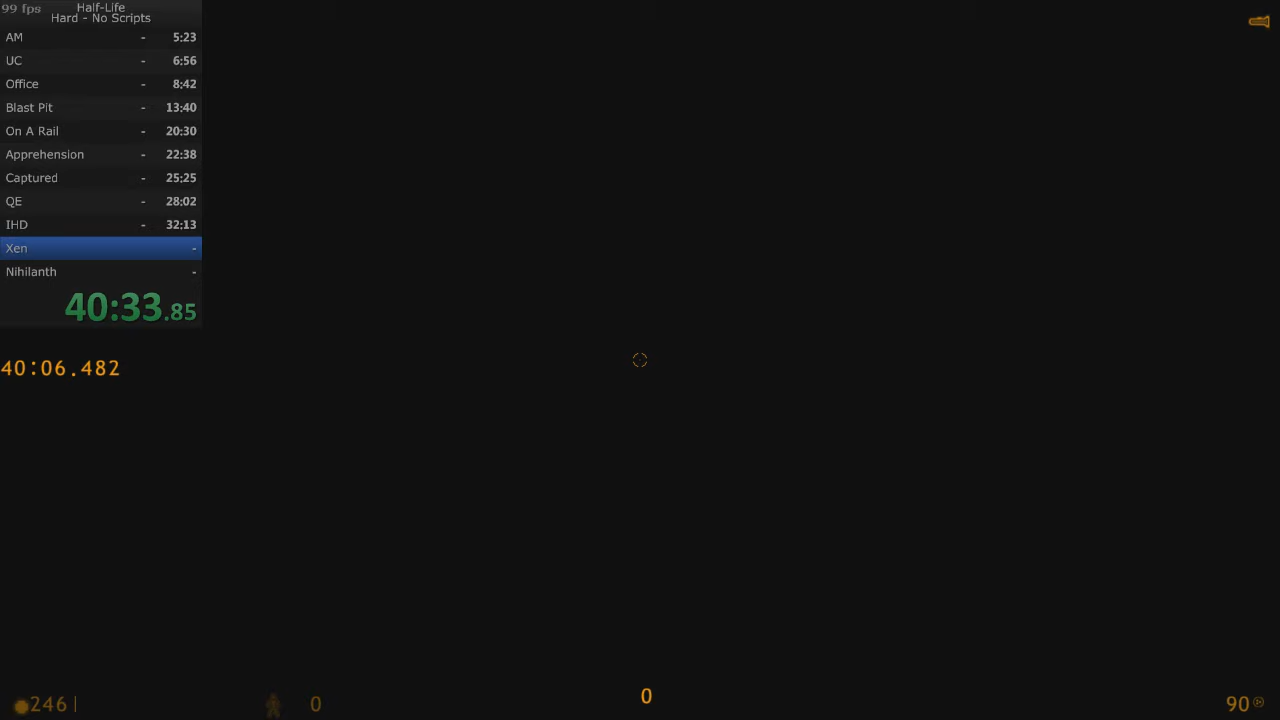 99 fps
Half-Life
Hard - No Scripts
AM - 5:23
UC - 6:56
Office - 8:42
Blast Pit - 13:40
On A Rail - 20:30
Apprehension - 22:38
Captured - 25:25
QE - 28:02
IHD - 32:13
Xen -
Nihilanth -
40:33.85
40:06.482
246 |
0
0
90